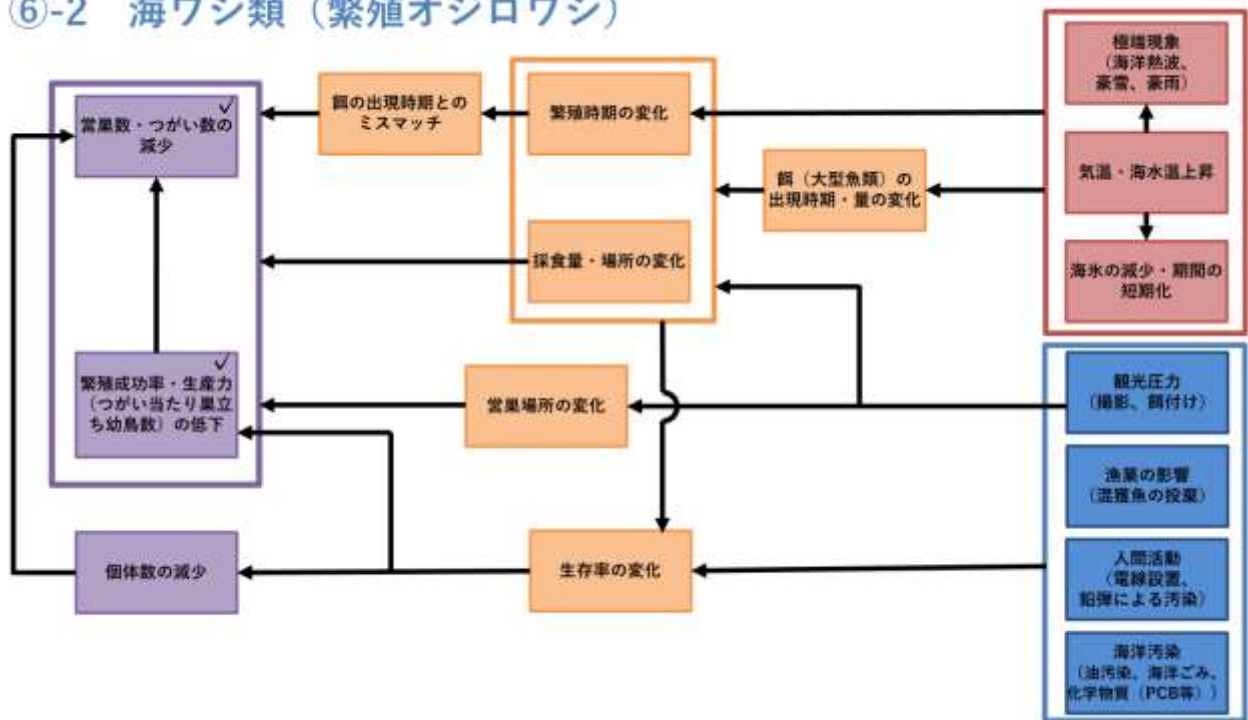 ⑥-2 海ワシ類（繁殖オジロワシ）
極端現象
（海洋熱波、
豪雪、豪雨）
餌の出現時期との
ミスマッチ
繁殖時期の変化
✓
営巣数・つがい数の
減少
気温・海水温上昇
餌（大型魚類）の
出現時期・量の変化
採食量・場所の変化
海氷の減少・期間の
短期化
✓
繁殖成功率・生産力
（つがい当たり巣立
ち幼鳥数）の低下
営巣場所の変化
観光圧力
（撮影、餌付け）
漁業の影響
（混獲魚の投棄）
個体数の減少
生存率の変化
人間活動
（電線設置、
鉛弾による汚染）
海洋汚染
（油汚染、海洋ごみ、
化学物質（PCB等））